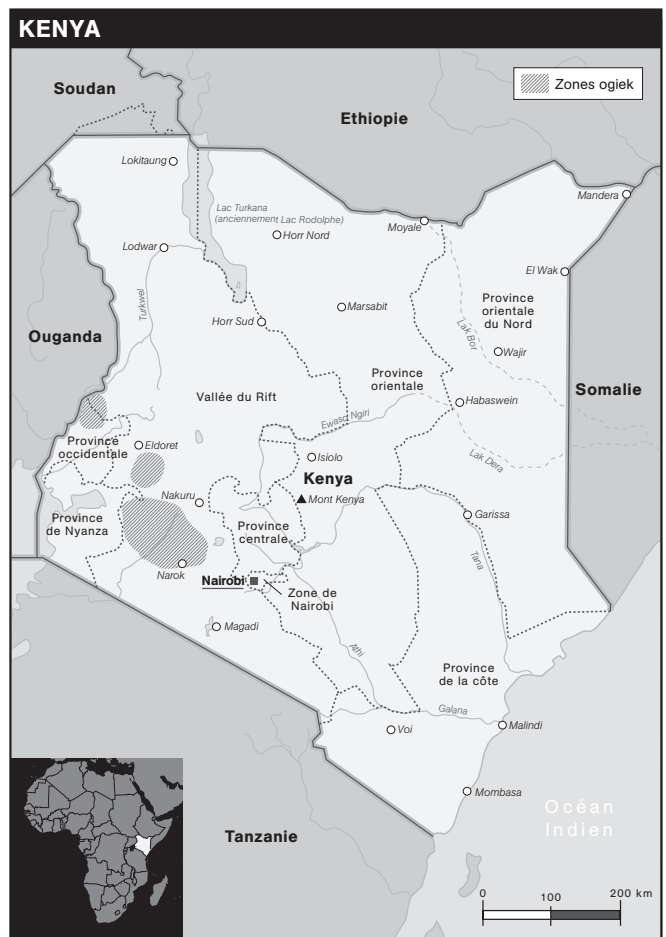 KENYA
Soudan
Zones ogiek
Ethiopie
Lokitaung
Mandera
Lac Turkana
(anciennement Lac Rodolphe)
Moyale
Horr Nord
Lodwar
El Wak
Turkwel
Province
orientale
du Nord
Marsabit
Horr Sud
Lak Bor
Ouganda
Wajir
Province
orientale
Somalie
Vallée du Rift
Habaswein
Ewaso Ngiri
Province
occidentale
Eldoret
Isiolo
Lak Dera
Kenya
Nakuru
Mont Kenya
Province
de Nyanza
Province
centrale
Garissa
Tana
Narok
Nairobi
Zone de
Nairobi
Magadi
Athi
Province
de la côte
Galana
Voi
Malindi
Mombasa
Océan
Indien
Tanzanie
0 100 200 km